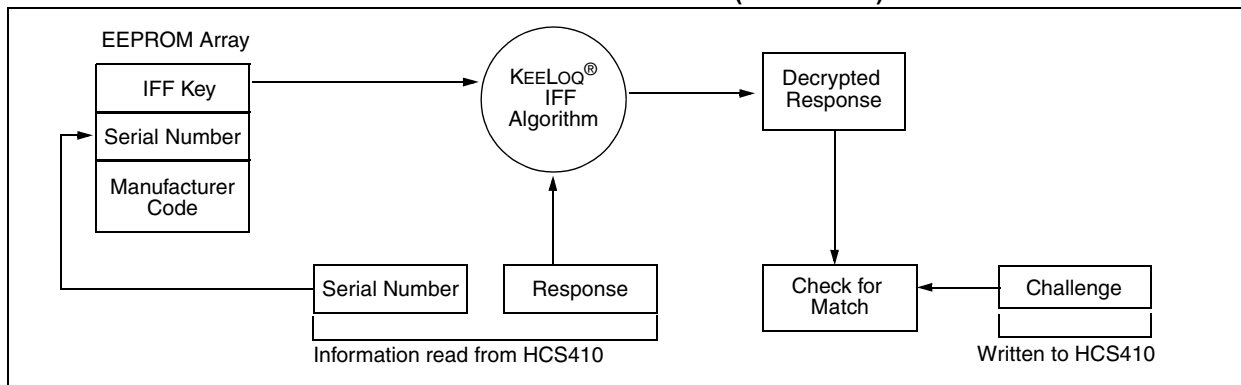 EEPROM Array
IFF Key
Serial Number
Manufacturer
Code
KEELOQ®
IFF
Algorithm
Decrypted
Response
Serial Number
Response
Check for
Match
Challenge
Information read from HCS410
Written to HCS410